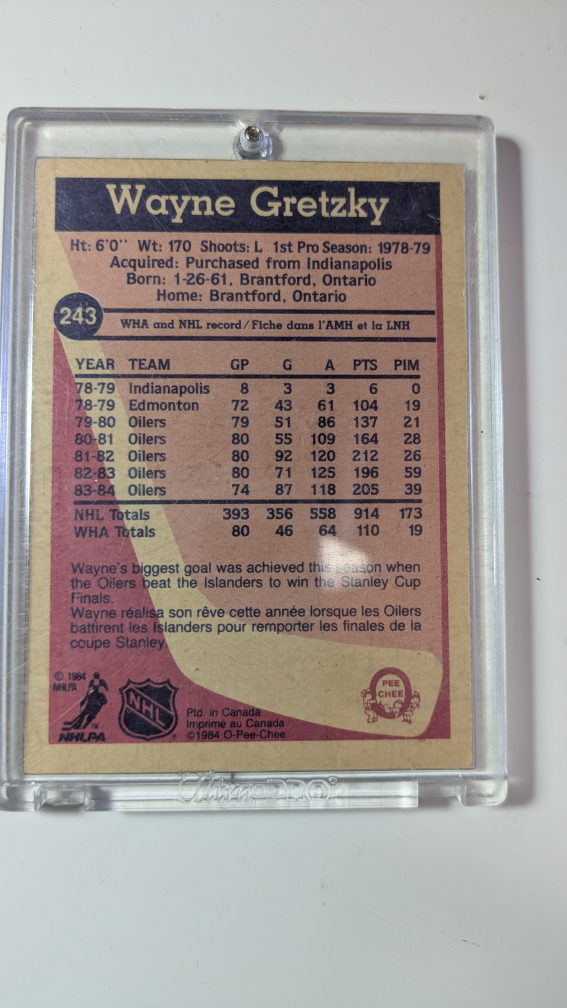 Wayne Gretzky
Ht: 6'0" Wt: 170 Shoots: L 1st Pro Season: 1978-79
Acquired: Purchased from Indianapolis
Born: 1-26-61, Brantford, Ontario
Home: Brantford, Ontario
243
WHA and NHL record/Fiche dans l'AMH et la LNH
YEAR TEAM GP G A PTS PIM
78-79 Indianapolis 8 3 3 6 0
78-79 Edmonton 72 43 61 104 19
79-80 Oilers 79 51 86 137 21
80-81 Oilers 80 55 109 164 28
81-82 Oilers 80 92 120 212 26
82-83 Oilers 80 71 125 196 59
83-84 Oilers 74 87 118 205 39
NHL Totals 393 356 558 914 173
WHA Totals 80 46 64 110 19
Wayne's biggest goal was achieved this season when
the Oilers beat the Islanders to win the Stanley Cup
Finals.
Wayne réalisa son rêve cette année lorsque les Oilers
battirent les Islanders pour remporter les finales de la
coupe Stanley.
© 1984
NHLPA
NHLPA
TM
NHL
®
Ptd. in Canada
Imprimé au Canada
©1984 O-Pee-Chee
PEE
CHEE
UltraPRO®